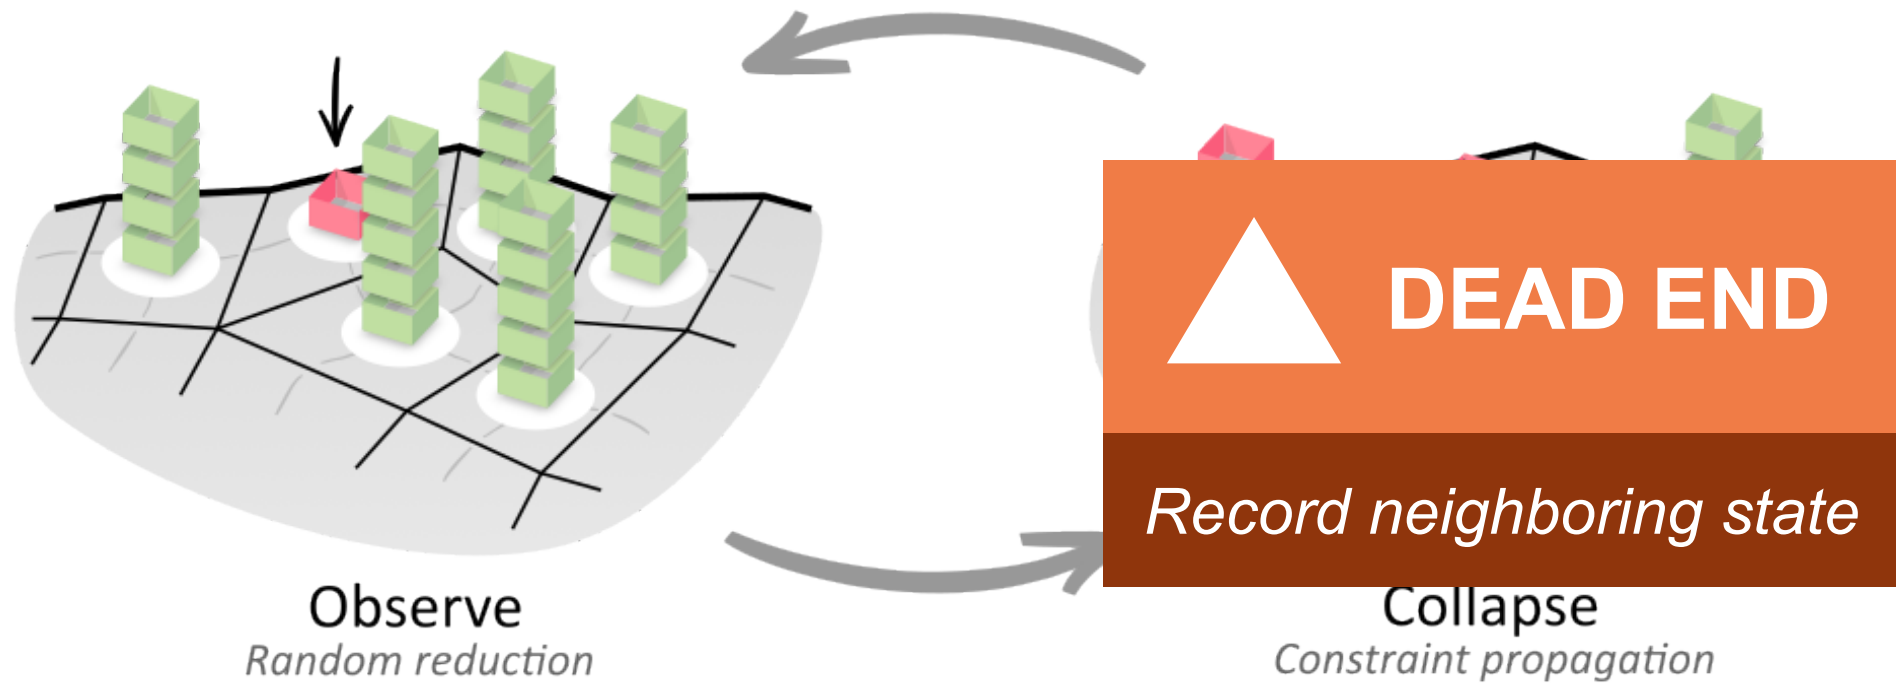 DEAD END
Record neighboring state
Observe
Random reduction
Collapse
Constraint propagation